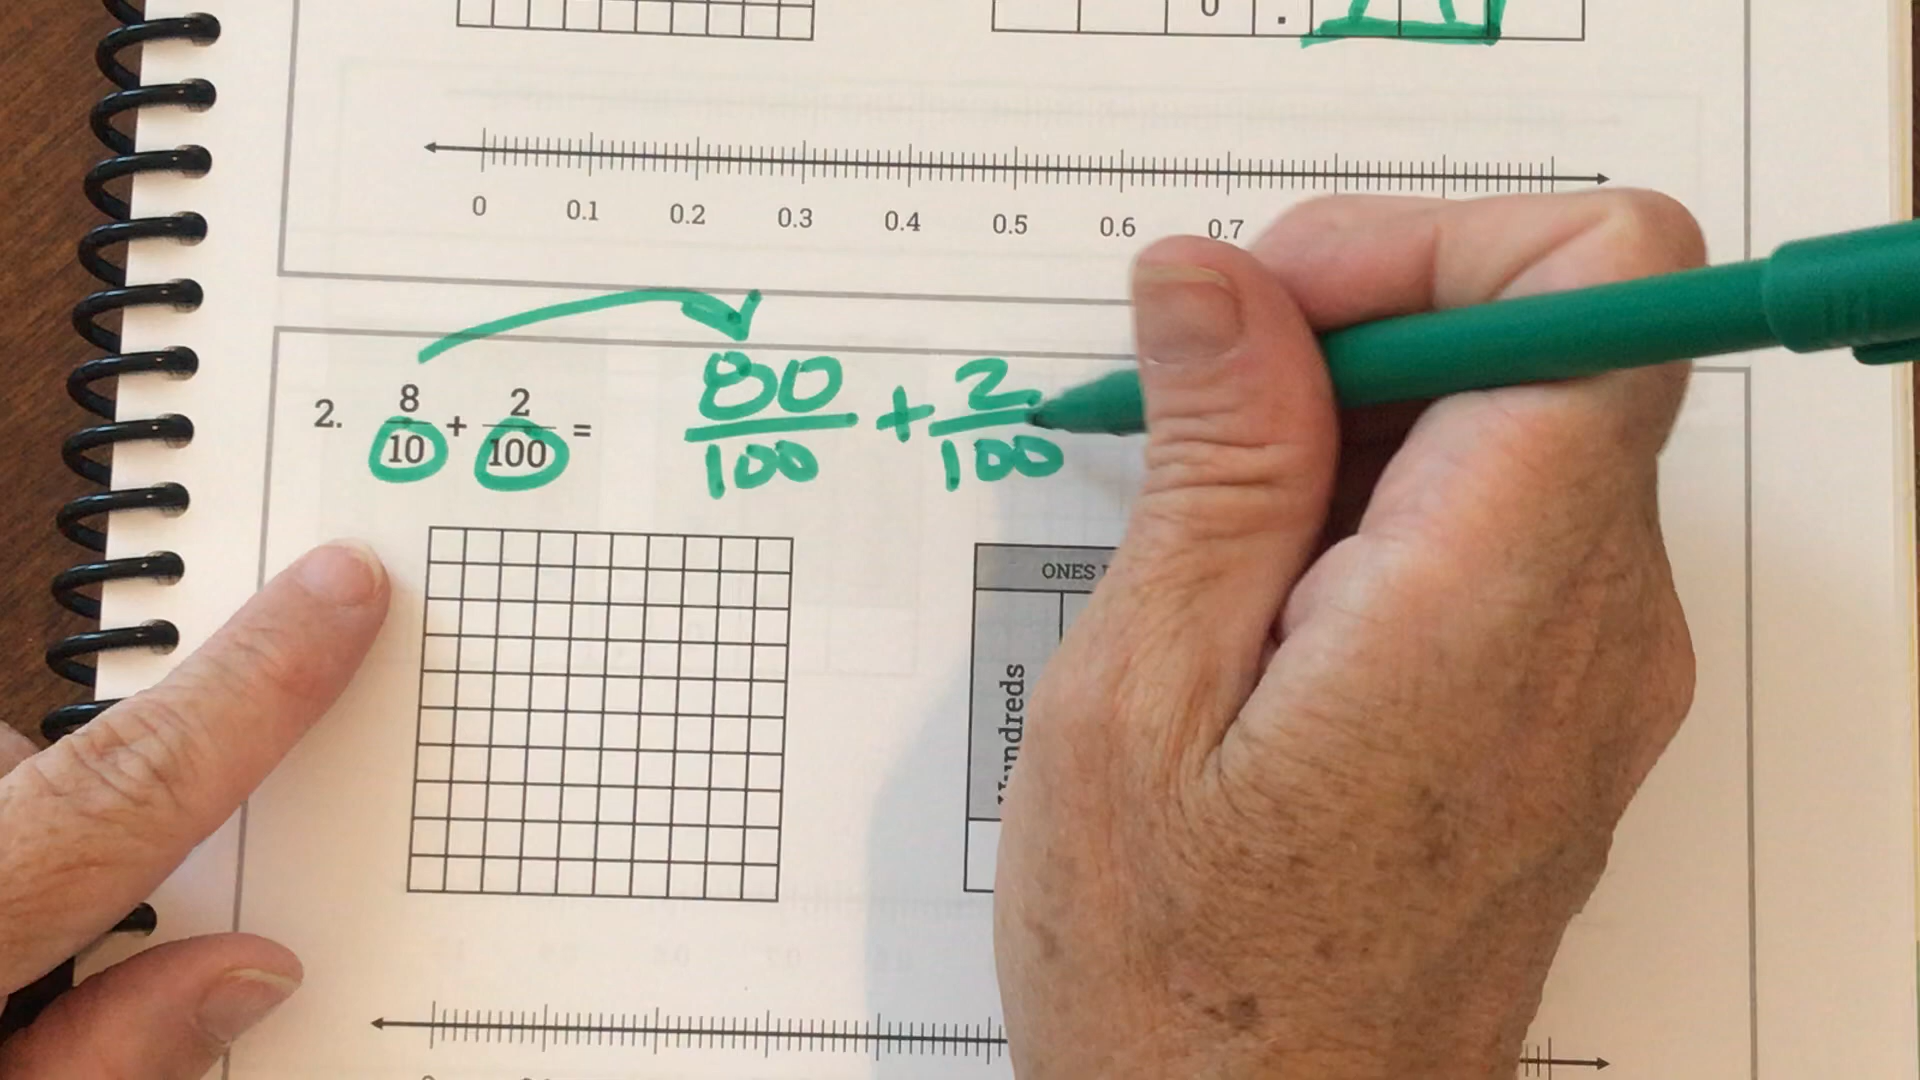 0 .
0 0.1 0.2 0.3 0.4 0.5 0.6 0.7
2. 8/10 + 2/100 = 80/100 + 2/100
ONES
Hundreds